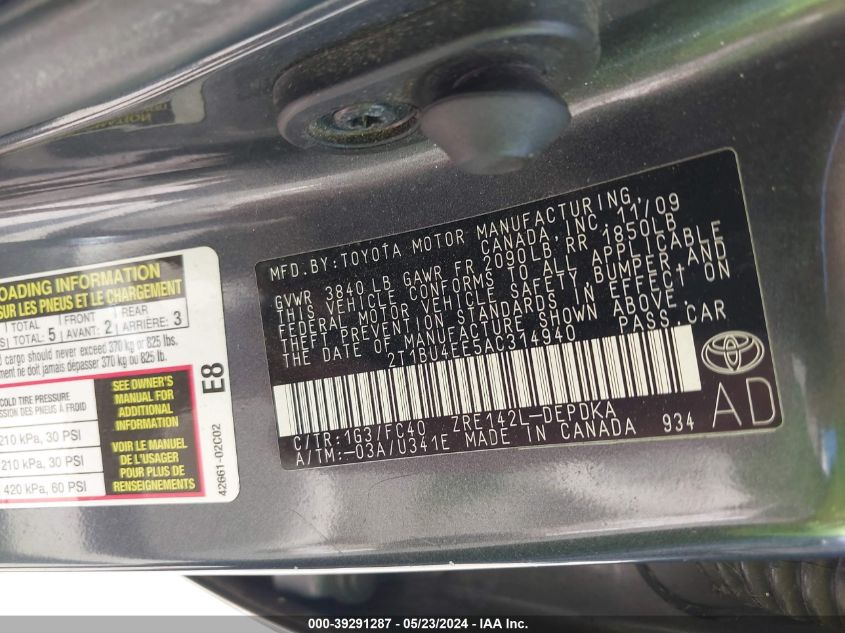 OADING INFORMATION
SUR LES PNEUS ET LE CHARGEMENT
TOTAL FRONT REAR
TOTAL: 5 AVANT: 2 ARRIÈRE: 3
d cargo should never exceed 370 kg or 825 lbs.
ment ne doit jamais dépasser 370 kg ou 825 lb.
COLD TIRE PRESSURE
210 kPa, 30 PSI
210 kPa, 30 PSI
420 kPa, 60 PSI
SEE OWNER'S
MANUAL FOR
ADDITIONAL
INFORMATION
VOIR LE MANUEL
DU PROPRIÉTAIRE
POUR PLUS DE
RENSEIGNEMENTS
E8
42661-02C02
MFD.BY:TOYOTA MOTOR MANUFACTURING,
CANADA,INC. 11/09
GVWR 3840 LB GAWR FR 2090LB RR 1850LB
THIS VEHICLE CONFORMS TO ALL APPLICABLE
FEDERAL MOTOR VEHICLE SAFETY,BUMPER AND
THEFT PREVENTION STANDARDS IN EFFECT ON
THE DATE OF MANUFACTURE SHOWN ABOVE.
2T1BU4EE5AC314940 PASS.CAR
C/TR:1G3/FC40 ZRE142L-DEPDKA
A/TM:-03A/U341E MADE IN CANADA 934
AD
000-39291287 - 05/23/2024 - IAA Inc.